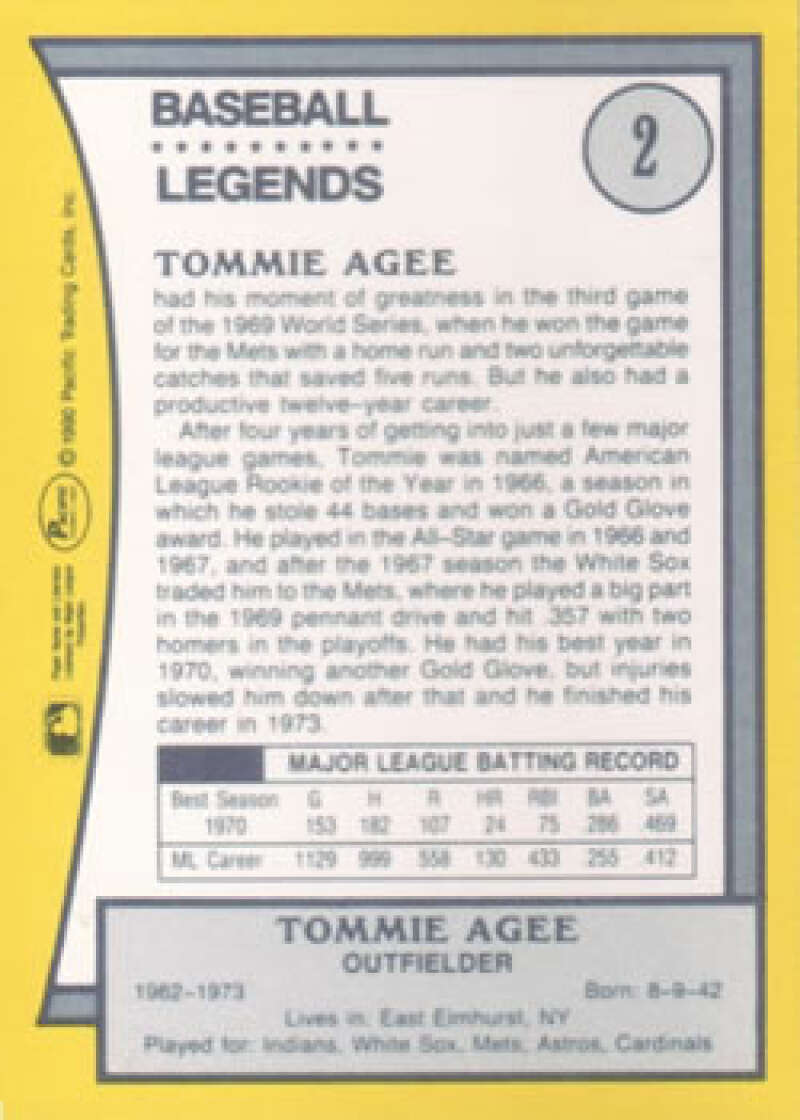 BASEBALL
LEGENDS
2
TOMMIE AGEE
had his moment of greatness in the third game
of the 1969 World Series, when he won the game
for the Mets with a home run and two unforgettable
catches that saved five runs. But he also had a
productive twelve-year career.
After four years of getting into just a few major
league games, Tommie was named American
League Rookie of the Year in 1966, a season in
which he stole 44 bases and won a Gold Glove
award. He played in the All-Star game in 1966 and
1967, and after the 1967 season the White Sox
traded him to the Mets, where he played a big part
in the 1969 pennant drive and hit .357 with two
homers in the playoffs. He had his best year in
1970, winning another Gold Glove, but injuries
slowed him down after that and he finished his
career in 1973.
MAJOR LEAGUE BATTING RECORD
Best Season G H R HR RBI BA SA
1970 153 182 107 24 75 .286 .469
ML Career 1129 999 558 130 433 .255 .412
TOMMIE AGEE
OUTFIELDER
1962-1973 Born: 8-9-42
Lives in: East Elmhurst, NY
Played for: Indians, White Sox, Mets, Astros, Cardinals
© 1990 Pacific Trading Cards, Inc.
Pacific